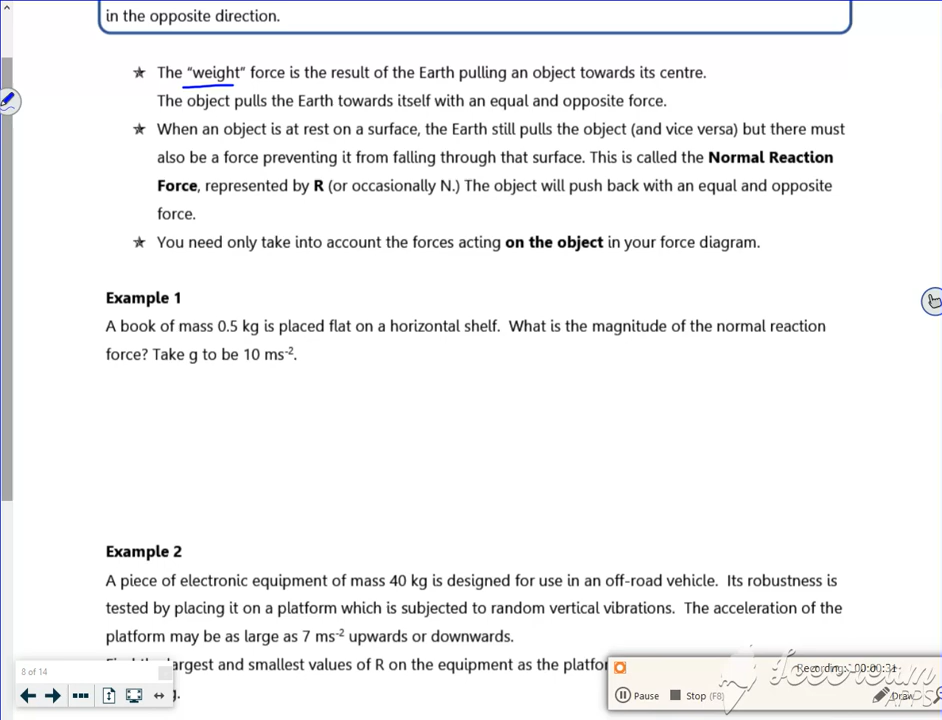 in the opposite direction.
★ The "weight" force is the result of the Earth pulling an object towards its centre.
The object pulls the Earth towards itself with an equal and opposite force.
★ When an object is at rest on a surface, the Earth still pulls the object (and vice versa) but there must
also be a force preventing it from falling through that surface. This is called the Normal Reaction
Force, represented by R (or occasionally N.) The object will push back with an equal and opposite
force.
★ You need only take into account the forces acting on the object in your force diagram.
Example 1
A book of mass 0.5 kg is placed flat on a horizontal shelf. What is the magnitude of the normal reaction
force? Take g to be 10 ms⁻².
Example 2
A piece of electronic equipment of mass 40 kg is designed for use in an off-road vehicle. Its robustness is
tested by placing it on a platform which is subjected to random vertical vibrations. The acceleration of the
platform may be as large as 7 ms⁻² upwards or downwards.
largest and smallest values of R on the equipment as the
8 of 14
Recording: 00:00:31
Pause Stop (F8) Draw
Icecream
APPS